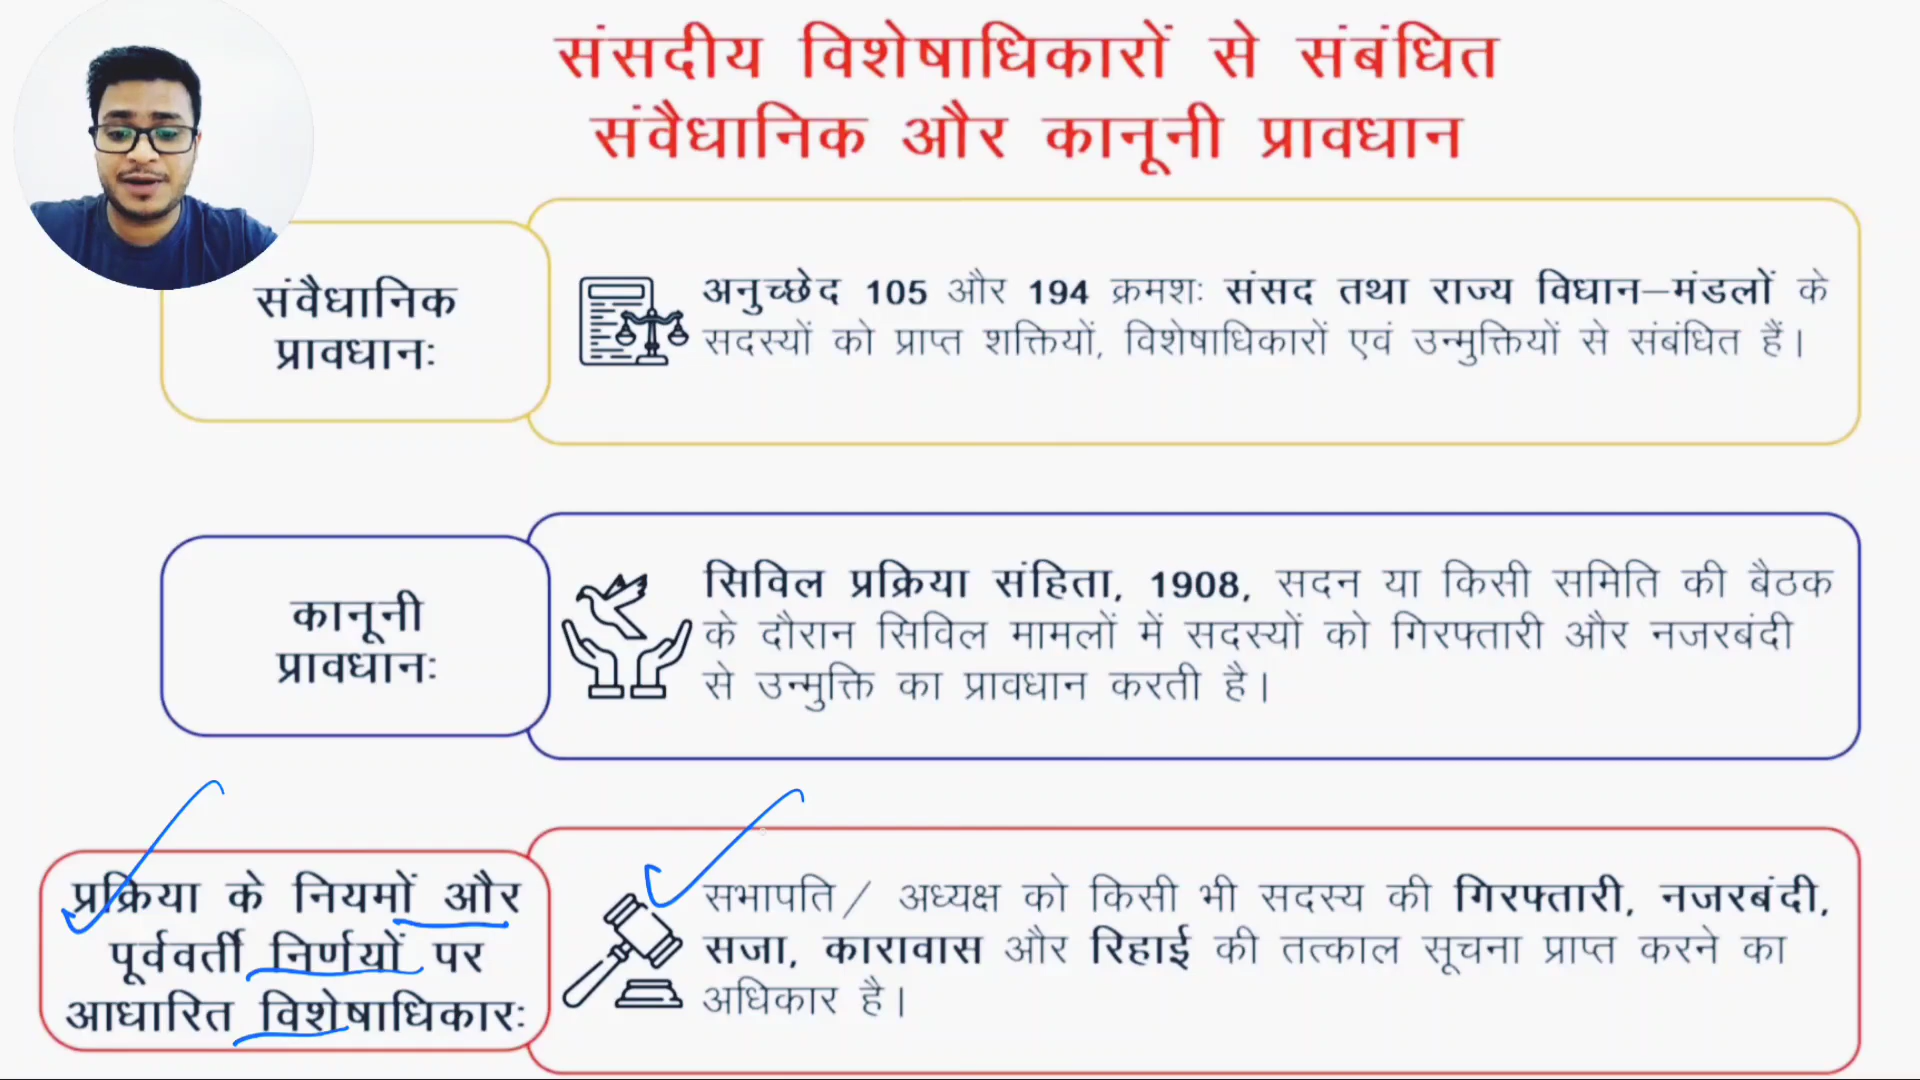 संसदीय विशेषाधिकारों से संबंधित
संवैधानिक और कानूनी प्रावधान
संवैधानिक
प्रावधानः
अनुच्छेद 105 और 194 क्रमशः संसद तथा राज्य विधान–मंडलों के
सदस्यों को प्राप्त शक्तियों, विशेषाधिकारों एवं उन्मुक्तियों से संबंधित हैं।
कानूनी
प्रावधानः
सिविल प्रक्रिया संहिता, 1908, सदन या किसी समिति की बैठक
के दौरान सिविल मामलों में सदस्यों को गिरफ्तारी और नजरबंदी
से उन्मुक्ति का प्रावधान करती है।
प्रक्रिया के नियमों और
पूर्ववर्ती निर्णयों पर
आधारित विशेषाधिकारः
सभापति/ अध्यक्ष को किसी भी सदस्य की गिरफ्तारी, नजरबंदी,
सजा, कारावास और रिहाई की तत्काल सूचना प्राप्त करने का
अधिकार है।